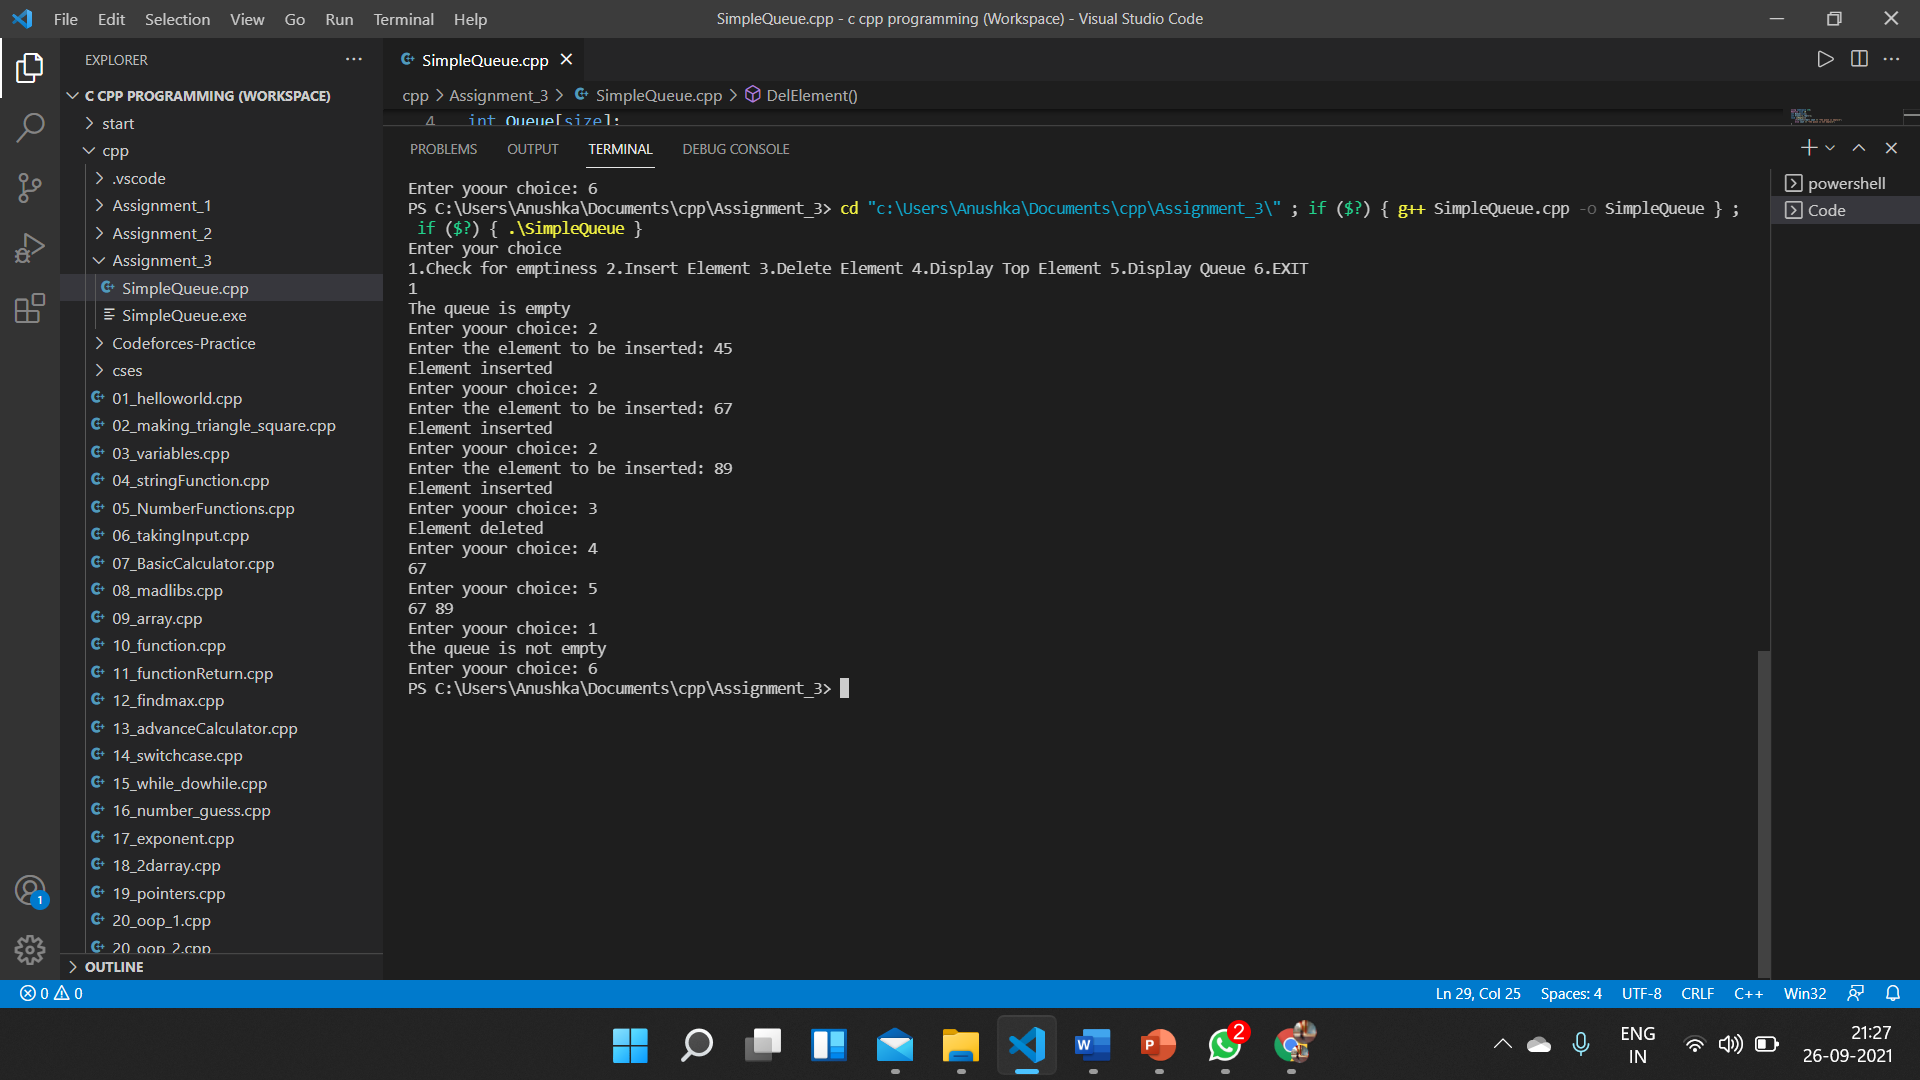 File Edit Selection View Go Run Terminal Help
SimpleQueue.cpp - c cpp programming (Workspace) - Visual Studio Code
EXPLORER
C CPP PROGRAMMING (WORKSPACE)
start
cpp
.vscode
Assignment_1
Assignment_2
Assignment_3
SimpleQueue.cpp
SimpleQueue.exe
Codeforces-Practice
cses
01_helloworld.cpp
02_making_triangle_square.cpp
03_variables.cpp
04_stringFunction.cpp
05_NumberFunctions.cpp
06_takingInput.cpp
07_BasicCalculator.cpp
08_madlibs.cpp
09_array.cpp
10_function.cpp
11_functionReturn.cpp
12_findmax.cpp
13_advanceCalculator.cpp
14_switchcase.cpp
15_while_dowhile.cpp
16_number_guess.cpp
17_exponent.cpp
18_2darray.cpp
19_pointers.cpp
20_oop_1.cpp
20_oop_2.cpp
OUTLINE
SimpleQueue.cpp
cpp > Assignment_3 > SimpleQueue.cpp > DelElement()
4 int Queue[size];
PROBLEMS OUTPUT TERMINAL DEBUG CONSOLE
Enter yoour choice: 6
PS C:\Users\Anushka\Documents\cpp\Assignment_3> cd "c:\Users\Anushka\Documents\cpp\Assignment_3\" ; if ($?) { g++ SimpleQueue.cpp -o SimpleQueue } ;
if ($?) { .\SimpleQueue }
Enter your choice
1.Check for emptiness 2.Insert Element 3.Delete Element 4.Display Top Element 5.Display Queue 6.EXIT
1
The queue is empty
Enter yoour choice: 2
Enter the element to be inserted: 45
Element inserted
Enter yoour choice: 2
Enter the element to be inserted: 67
Element inserted
Enter yoour choice: 2
Enter the element to be inserted: 89
Element inserted
Enter yoour choice: 3
Element deleted
Enter yoour choice: 4
67
Enter yoour choice: 5
67 89
Enter yoour choice: 1
the queue is not empty
Enter yoour choice: 6
PS C:\Users\Anushka\Documents\cpp\Assignment_3>
powershell
Code
1
0 0
Ln 29, Col 25 Spaces: 4 UTF-8 CRLF C++ Win32
W
P
2
ENG
IN
21:27
26-09-2021